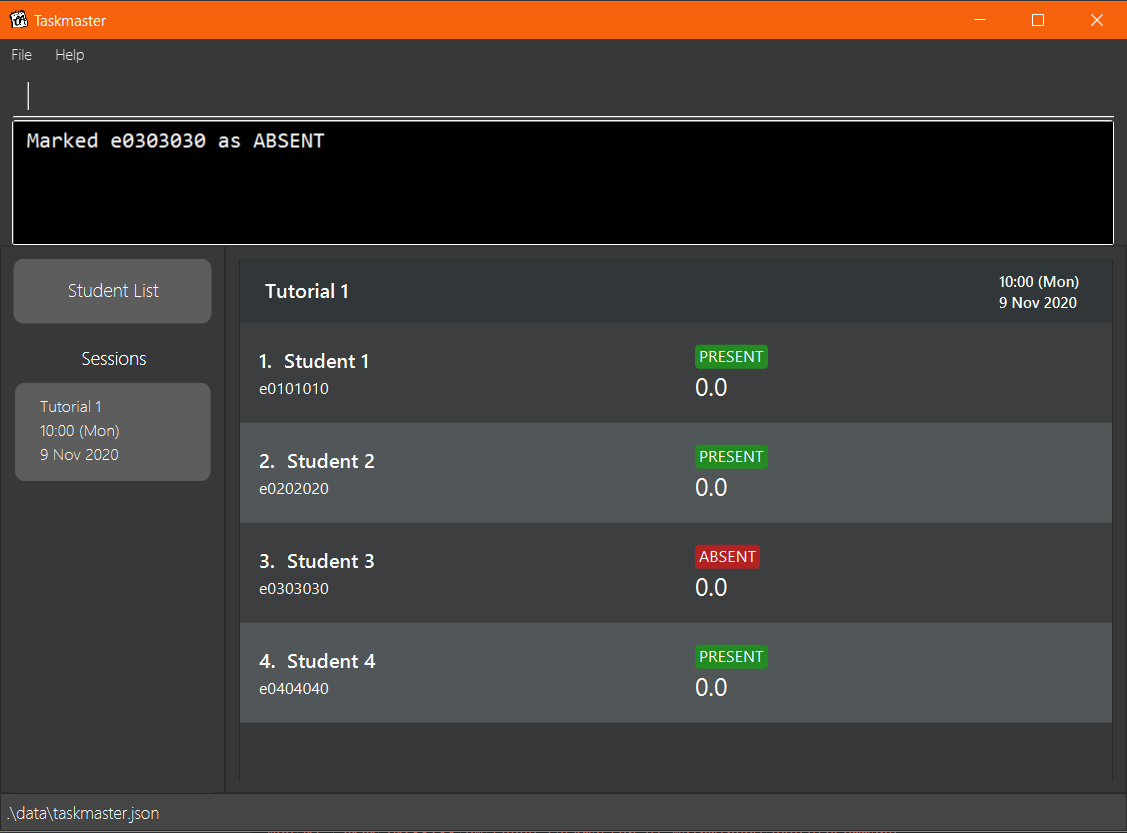 Taskmaster
File Help
Marked e0303030 as ABSENT
Student List
Sessions
Tutorial 1
10:00 (Mon)
9 Nov 2020
Tutorial 1
10:00 (Mon)
9 Nov 2020
1. Student 1
e0101010
PRESENT
0.0
2. Student 2
e0202020
PRESENT
0.0
3. Student 3
e0303030
ABSENT
0.0
4. Student 4
e0404040
PRESENT
0.0
.\data\taskmaster.json